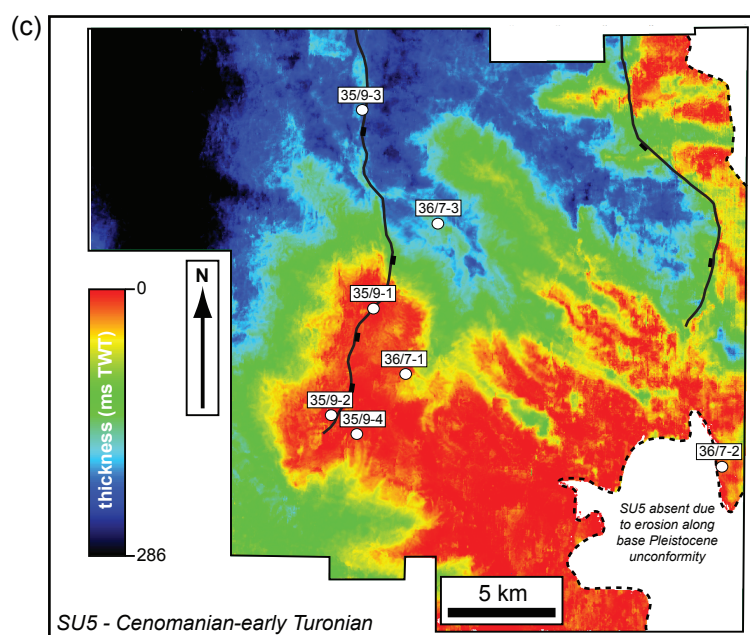 (c)
35/9-3
36/7-3
N
0
35/9-1
thickness (ms TWT)
36/7-1
35/9-2
35/9-4
36/7-2
SU5 absent due
to erosion along
base Pleistocene
unconformity
286
5 km
SU5 - Cenomanian-early Turonian